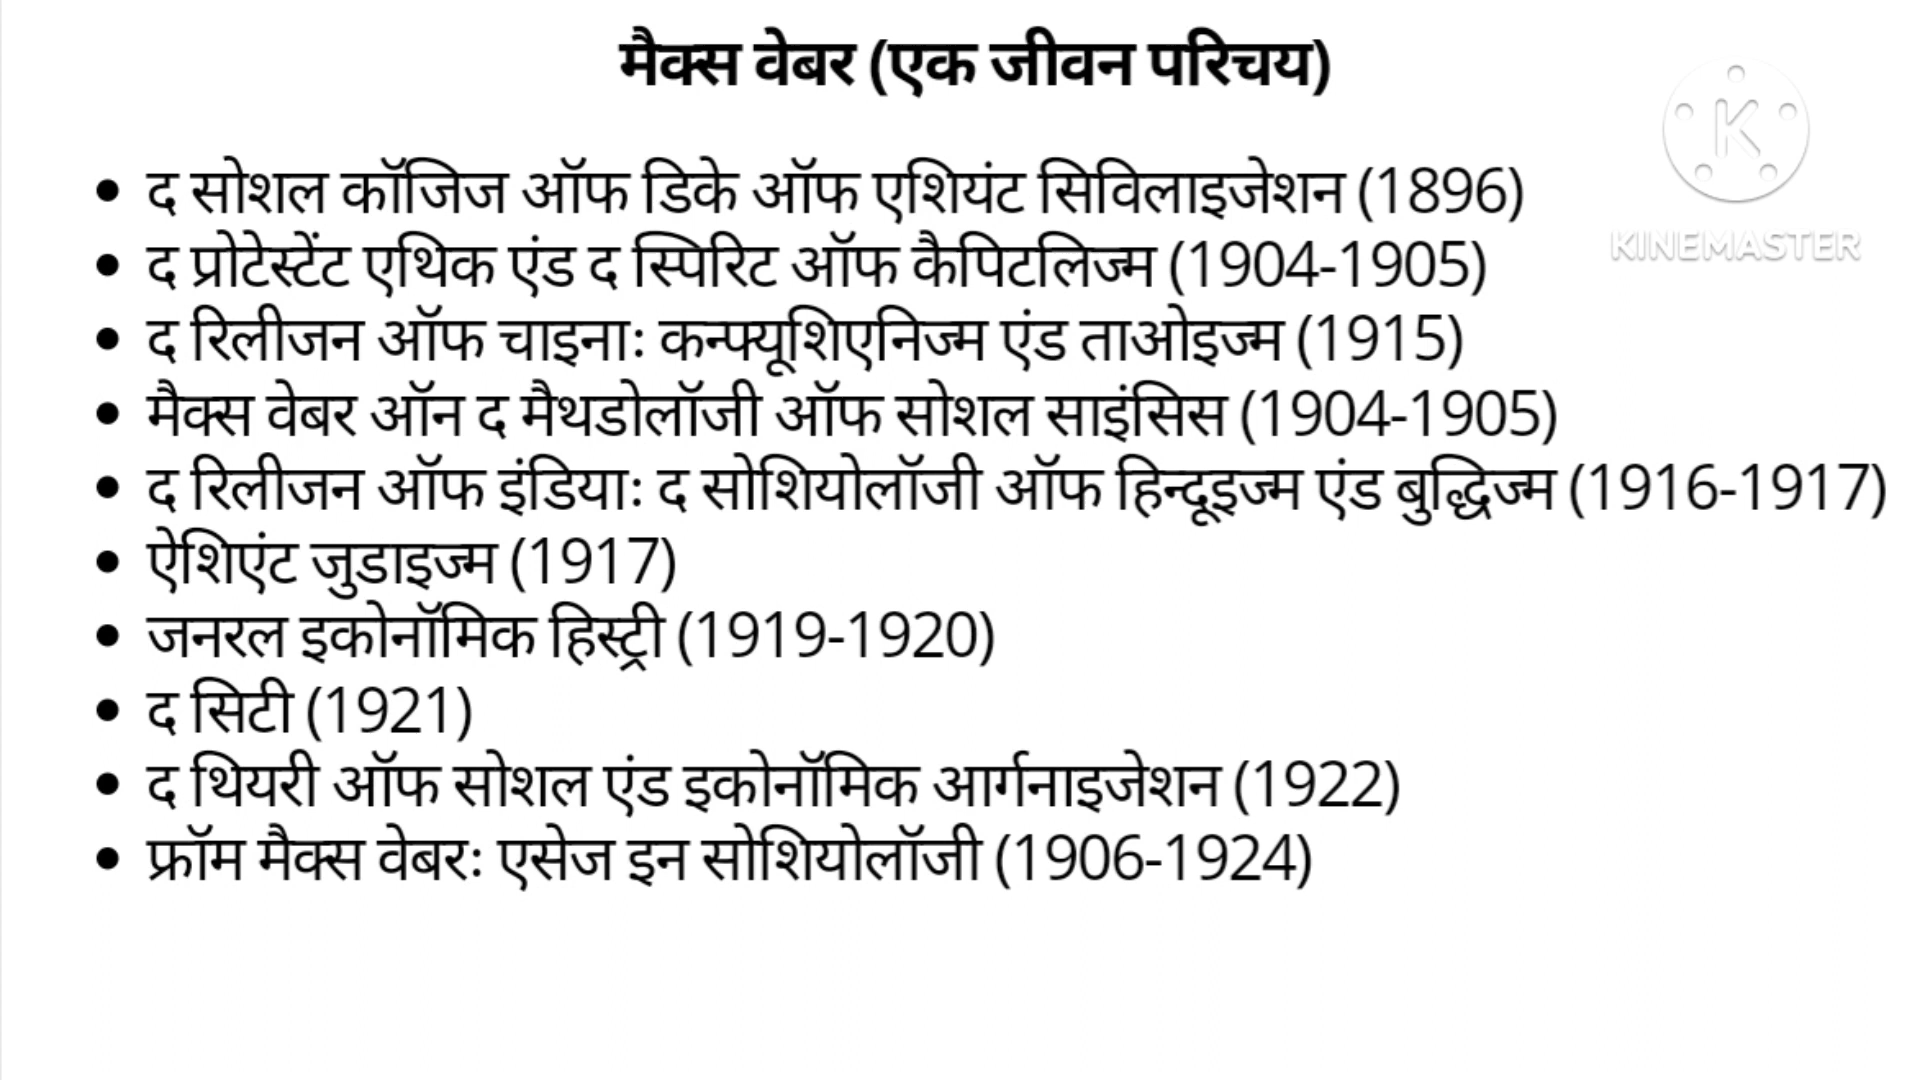 मैक्स वेबर (एक जीवन परिचय)
• द सोशल कॉजिज ऑफ डिके ऑफ एशियंट सिविलाइजेशन (1896)
• द प्रोटेस्टेंट एथिक एंड द स्पिरिट ऑफ कैपिटलिज्म (1904-1905)
• द रिलीजन ऑफ चाइनाः कन्फ्यूशिएनिज्म एंड ताओइज्म (1915)
• मैक्स वेबर ऑन द मैथडोलॉजी ऑफ सोशल साइंसिस (1904-1905)
• द रिलीजन ऑफ इंडियाः द सोशियोलॉजी ऑफ हिन्दूइज्म एंड बुद्धिज्म (1916-1917)
• ऐशिएंट जुडाइज्म (1917)
• जनरल इकोनॉमिक हिस्ट्री (1919-1920)
• द सिटी (1921)
• द थियरी ऑफ सोशल एंड इकोनॉमिक आर्गनाइजेशन (1922)
• फ्रॉम मैक्स वेबरः एसेज इन सोशियोलॉजी (1906-1924)
K
KINEMASTER